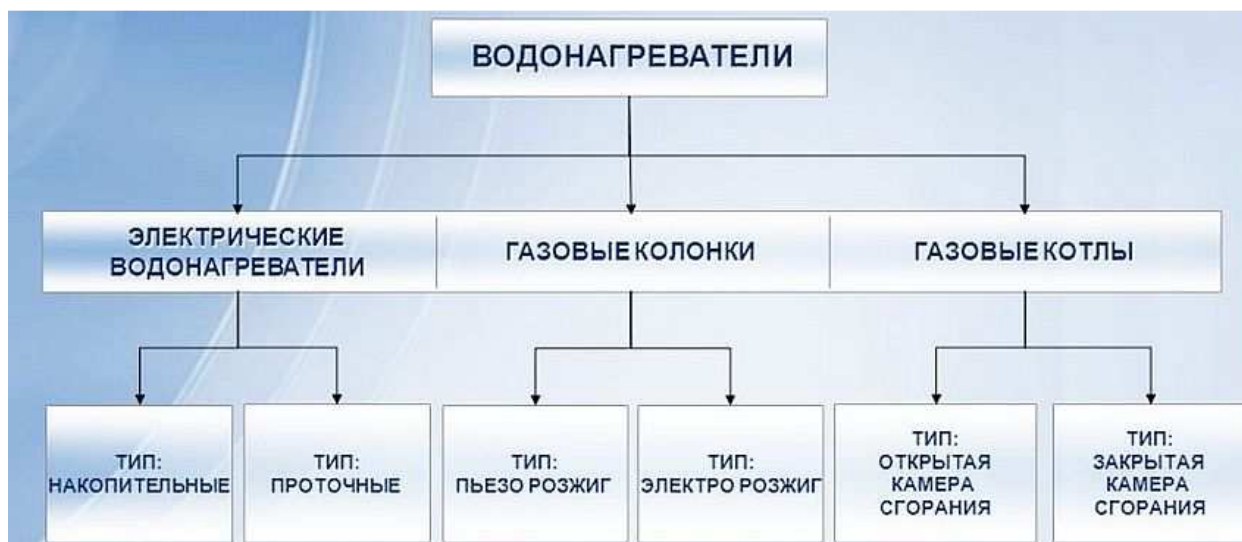 ВОДОНАГРЕВАТЕЛИ
ЭЛЕКТРИЧЕСКИЕ
ВОДОНАГРЕВАТЕЛИ
ГАЗОВЫЕ КОЛОНКИ
ГАЗОВЫЕ КОТЛЫ
ТИП:
НАКОПИТЕЛЬНЫЕ
ТИП:
ПРОТОЧНЫЕ
ТИП:
ПЬЕЗО РОЗЖИГ
ТИП:
ЭЛЕКТРО РОЗЖИГ
ТИП:
ОТКРЫТАЯ
КАМЕРА
СГОРАНИЯ
ТИП:
ЗАКРЫТАЯ
КАМЕРА
СГОРАНИЯ